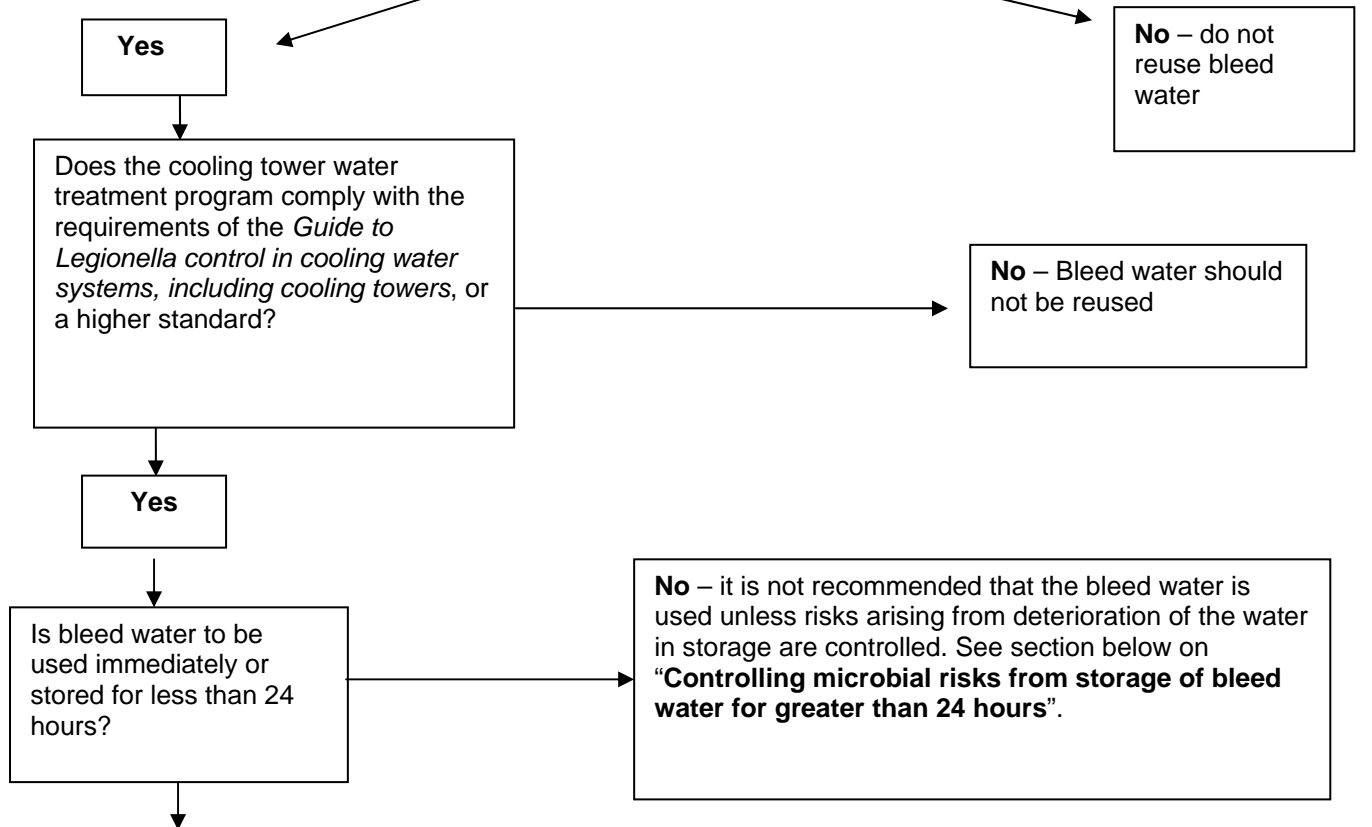 Yes
No – do not
reuse bleed
water
Does the cooling tower water
treatment program comply with the
requirements of the Guide to
Legionella control in cooling water
systems, including cooling towers, or
a higher standard?
No – Bleed water should
not be reused
Yes
Is bleed water to be
used immediately or
stored for less than 24
hours?
No – it is not recommended that the bleed water is
used unless risks arising from deterioration of the water
in storage are controlled. See section below on
“Controlling microbial risks from storage of bleed
water for greater than 24 hours”.